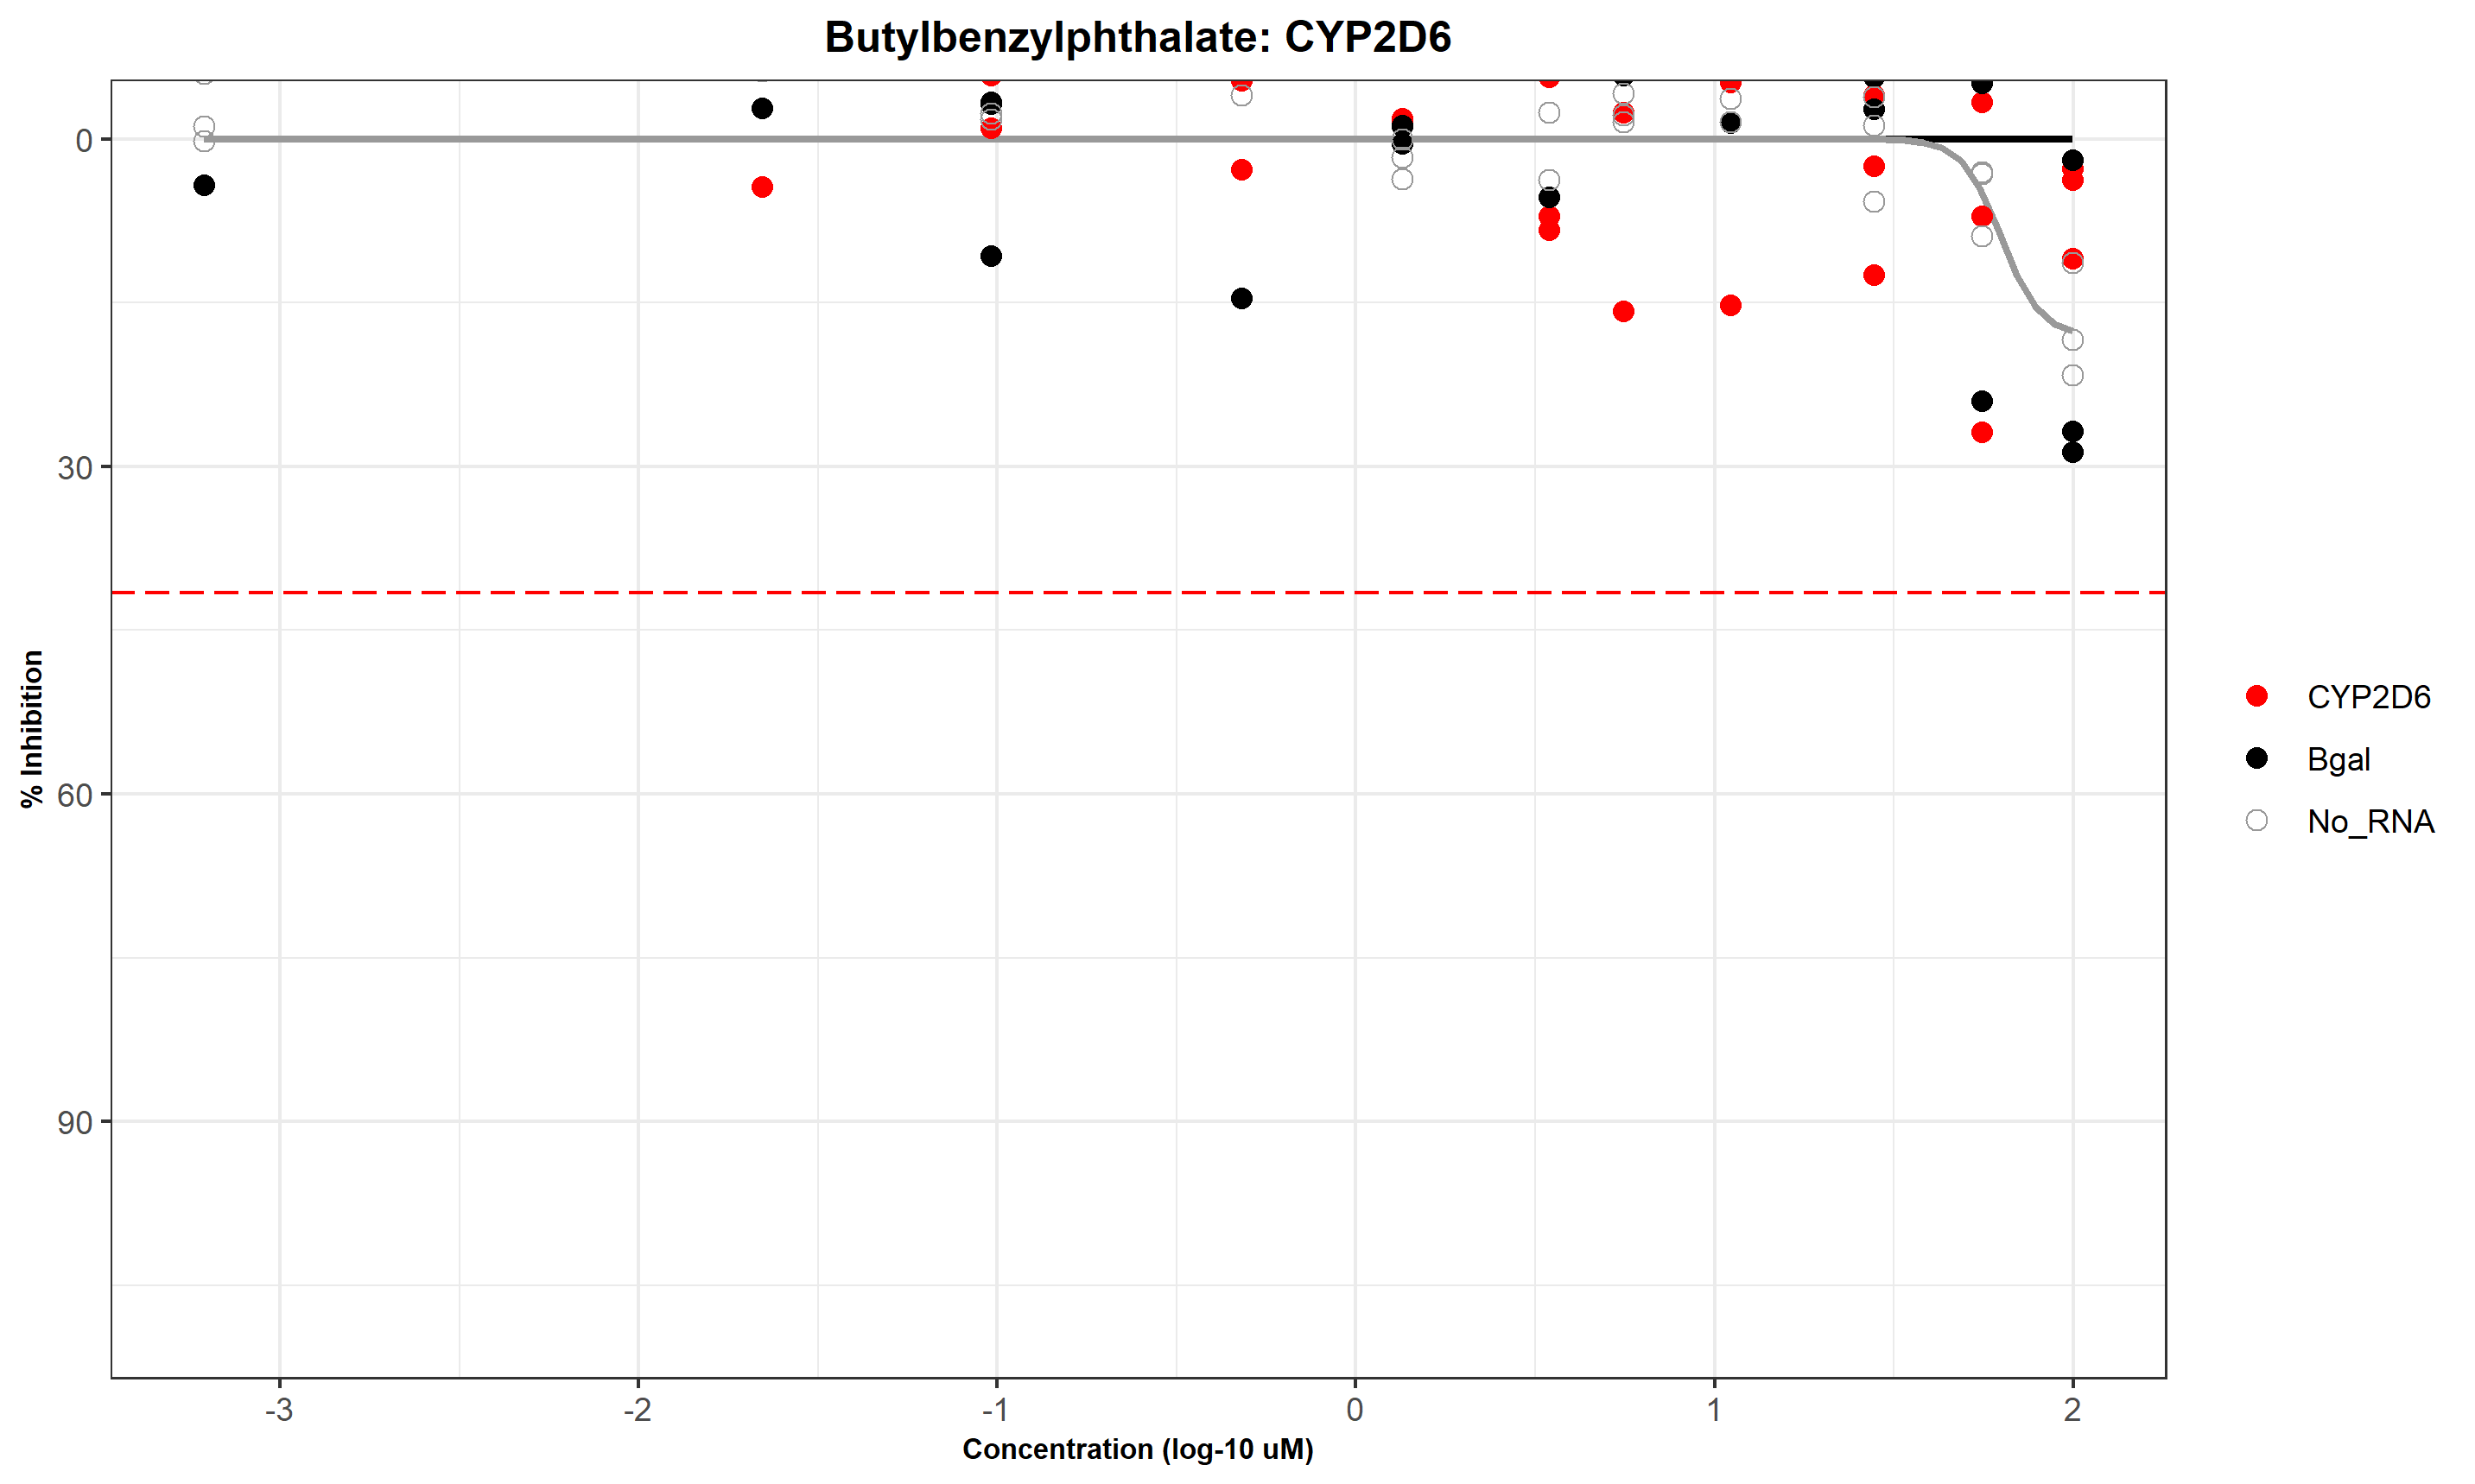 Butylbenzylphthalate: CYP2D6
0
30
60
90
% Inhibition
-3
-2
-1
0
1
2
Concentration (log-10 uM)
CYP2D6
Bgal
No_RNA